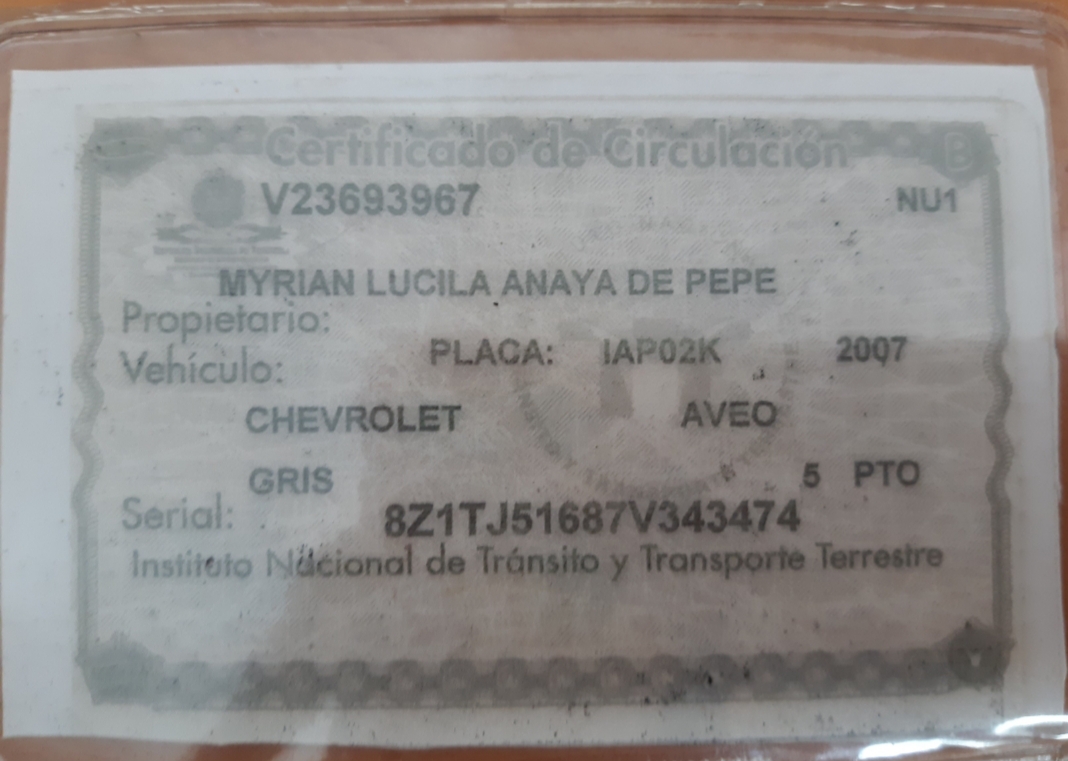 Certificado de Circulación B
V23693967 NU1
MYRIAN LUCILA ANAYA DE PEPE
Propietario:
PLACA: IAP02K 2007
Vehículo:
CHEVROLET AVEO
GRIS 5 PTO
Serial: 8Z1TJ51687V343474
Instituto Nacional de Tránsito y Transporte Terrestre